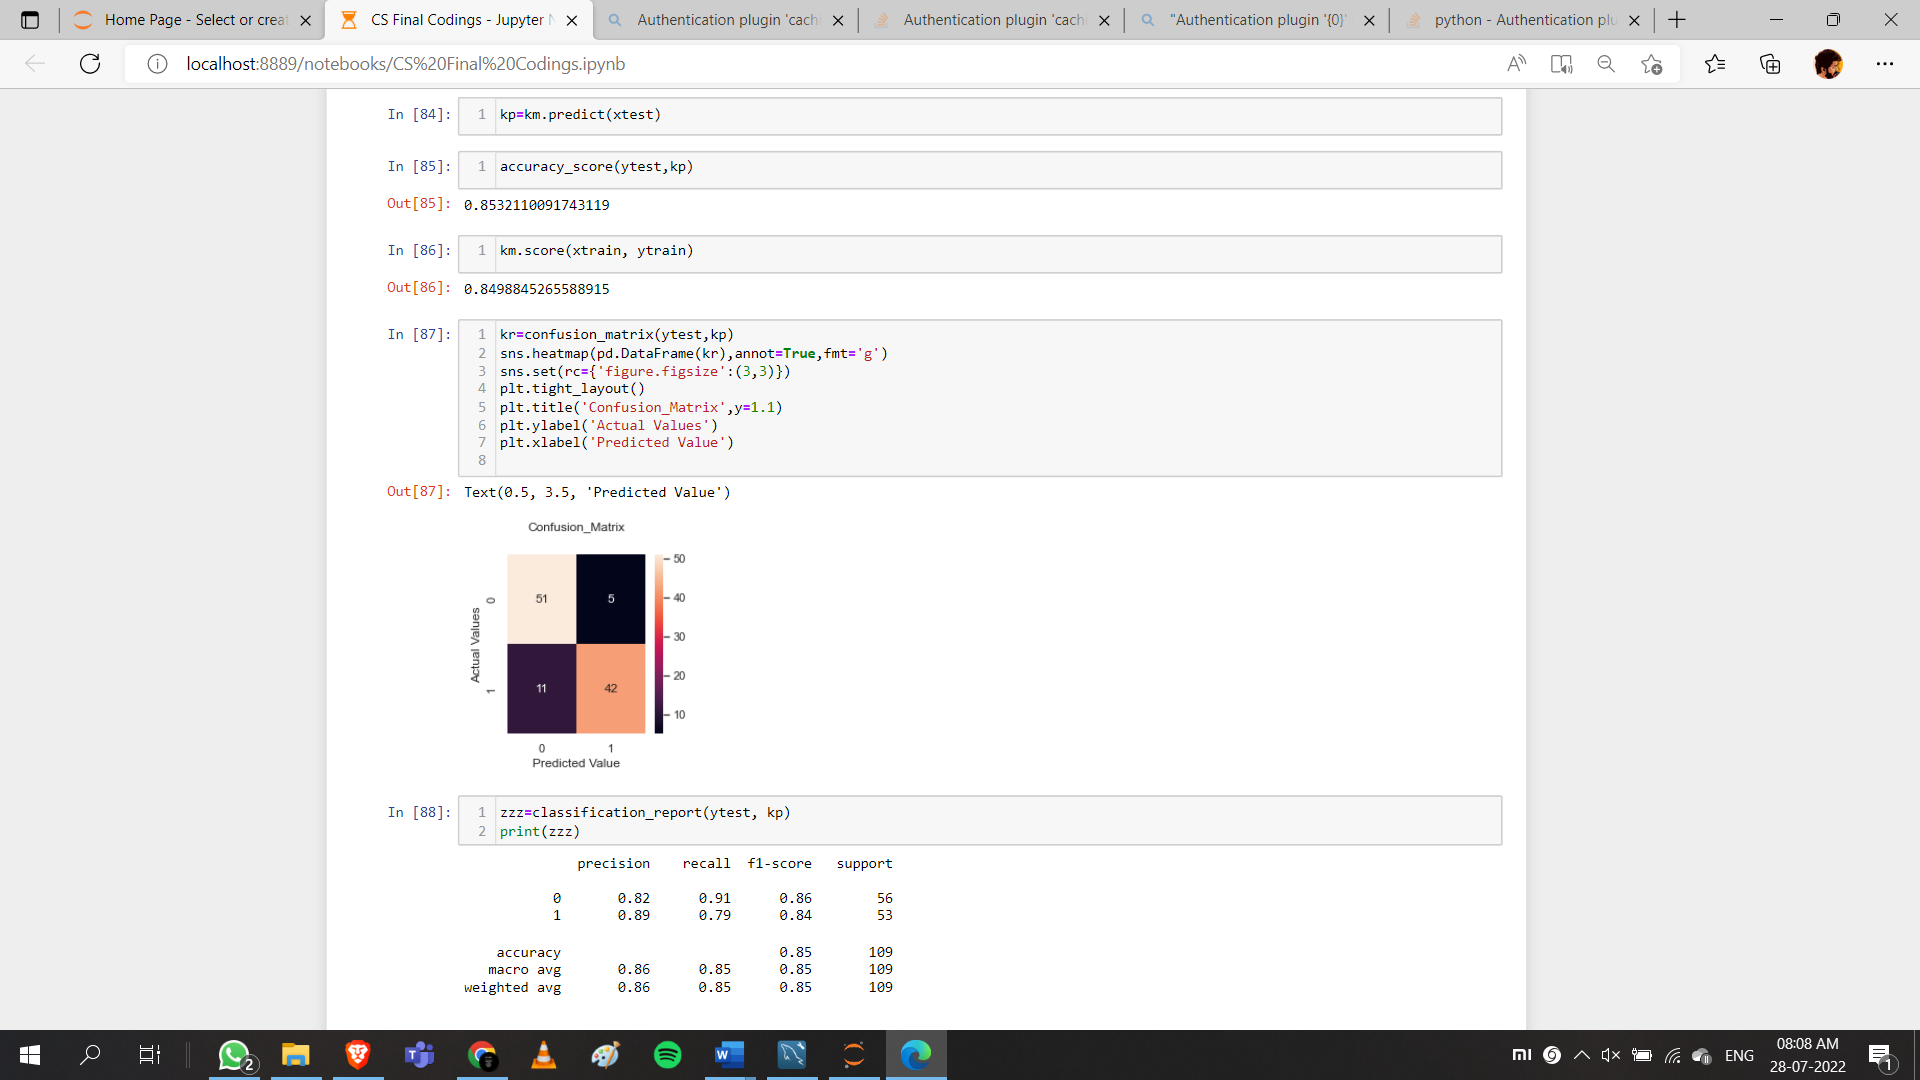 Home Page - Select or creat
CS Final Codings - Jupyter N
Authentication plugin 'cach
Authentication plugin 'cach
"Authentication plugin '{0}'
python - Authentication plu
localhost:8889/notebooks/CS%20Final%20Codings.ipynb
In [84]: 1 kp=km.predict(xtest)
In [85]: 1 accuracy_score(ytest,kp)
Out[85]: 0.8532110091743119
In [86]: 1 km.score(xtrain, ytrain)
Out[86]: 0.8498845265588915
In [87]: 1 kr=confusion_matrix(ytest,kp)
2 sns.heatmap(pd.DataFrame(kr),annot=True,fmt='g')
3 sns.set(rc={'figure.figsize':(3,3)})
4 plt.tight_layout()
5 plt.title('Confusion_Matrix',y=1.1)
6 plt.ylabel('Actual Values')
7 plt.xlabel('Predicted Value')
8
Out[87]: Text(0.5, 3.5, 'Predicted Value')
Confusion_Matrix
Actual Values
0
1
51 5
11 42
50
40
30
20
10
0 1
Predicted Value
In [88]: 1 zzz=classification_report(ytest, kp)
2 print(zzz)
precision recall f1-score support
0 0.82 0.91 0.86 56
1 0.89 0.79 0.84 53
accuracy 0.85 109
macro avg 0.86 0.85 0.85 109
weighted avg 0.86 0.85 0.85 109
2
mi
ENG
08:08 AM
28-07-2022
1